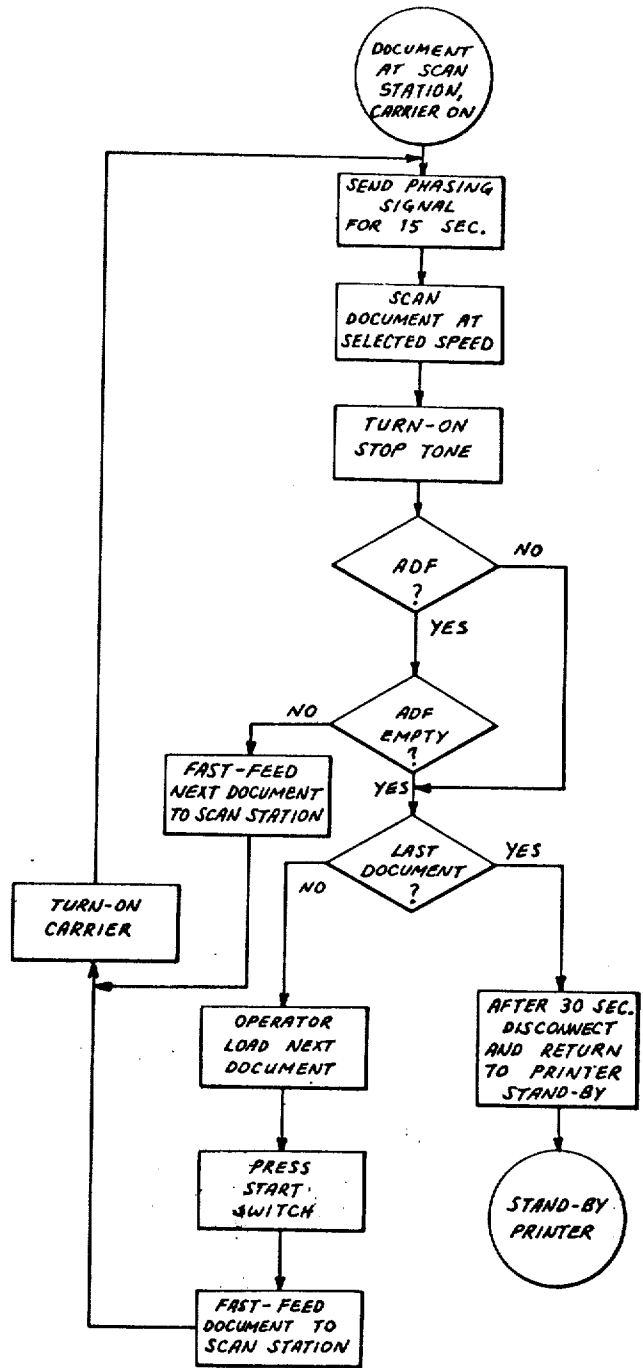 DOCUMENT
AT SCAN
STATION,
CARRIER ON
SEND PHASING
SIGNAL
FOR 15 SEC.
SCAN
DOCUMENT AT
SELECTED SPEED
TURN-ON
STOP TONE
ADF
?
NO
YES
ADF
EMPTY
?
NO
YES
FAST-FEED
NEXT DOCUMENT
TO SCAN STATION
LAST
DOCUMENT
?
YES
NO
TURN-ON
CARRIER
OPERATOR
LOAD NEXT
DOCUMENT
AFTER 30 SEC.
DISCONNECT
AND RETURN
TO PRINTER
STAND-BY
PRESS
START
SWITCH
STAND-BY
PRINTER
FAST-FEED
DOCUMENT TO
SCAN STATION